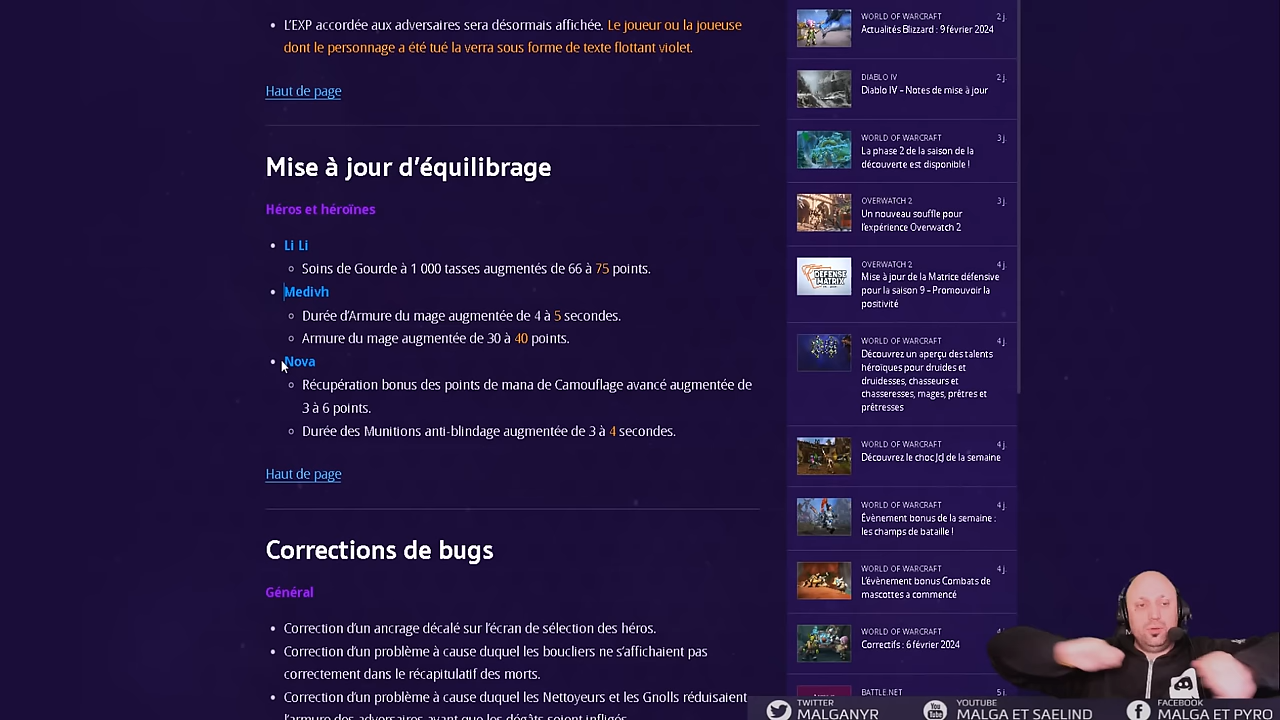 L'EXP accordée aux adversaires sera désormais affichée. Le joueur ou la joueuse
dont le personnage a été tué la verra sous forme de texte flottant violet.
Haut de page
Mise à jour d'équilibrage
Héros et héroïnes
Li Li
Soins de Gourde à 1 000 tasses augmentés de 66 à 75 points.
Medivh
Durée d'Armure du mage augmentée de 4 à 5 secondes.
Armure du mage augmentée de 30 à 40 points.
Nova
Récupération bonus des points de mana de Camouflage avancé augmentée de
3 à 6 points.
Durée des Munitions anti-blindage augmentée de 3 à 4 secondes.
Haut de page
Corrections de bugs
Général
Correction d'un ancrage décalé sur l'écran de sélection des héros.
Correction d'un problème à cause duquel les boucliers ne s'affichaient pas
correctement dans le récapitulatif des morts.
Correction d'un problème à cause duquel les Nettoyeurs et les Gnolls réduisaient
l'armure des adversaires avant que les dégâts soient infligés.
WORLD OF WARCRAFT 2 j.
Actualités Blizzard : 9 février 2024
DIABLO IV 2 j.
Diablo IV – Notes de mise à jour
WORLD OF WARCRAFT 3 j.
La phase 2 de la saison de la
découverte est disponible !
OVERWATCH 2 3 j.
Un nouveau souffle pour
l'expérience Overwatch 2
DEFENSE
MATRIX
OVERWATCH 2 4 j.
Mise à jour de la Matrice défensive
pour la saison 9 – Promouvoir la
positivité
WORLD OF WARCRAFT 4 j.
Découvrez un aperçu des talents
héroïques pour druides et
druidesses, chasseurs et
chasseresses, mages, prêtres et
prêtresses
WORLD OF WARCRAFT 4 j.
Découvrez le choc JcJ de la semaine
WORLD OF WARCRAFT 4 j.
Évènement bonus de la semaine :
les champs de bataille !
WORLD OF WARCRAFT 4 j.
L'évènement bonus Combats de
mascottes a commencé
WORLD OF WARCRAFT
Correctifs : 6 février 2024
BATTLE.NET 5 j.
TWITTER
MALGANYR
You
Tube
YOUTUBE
MALGA ET SAELIND
FACEBOOK
MALGA ET PYRO